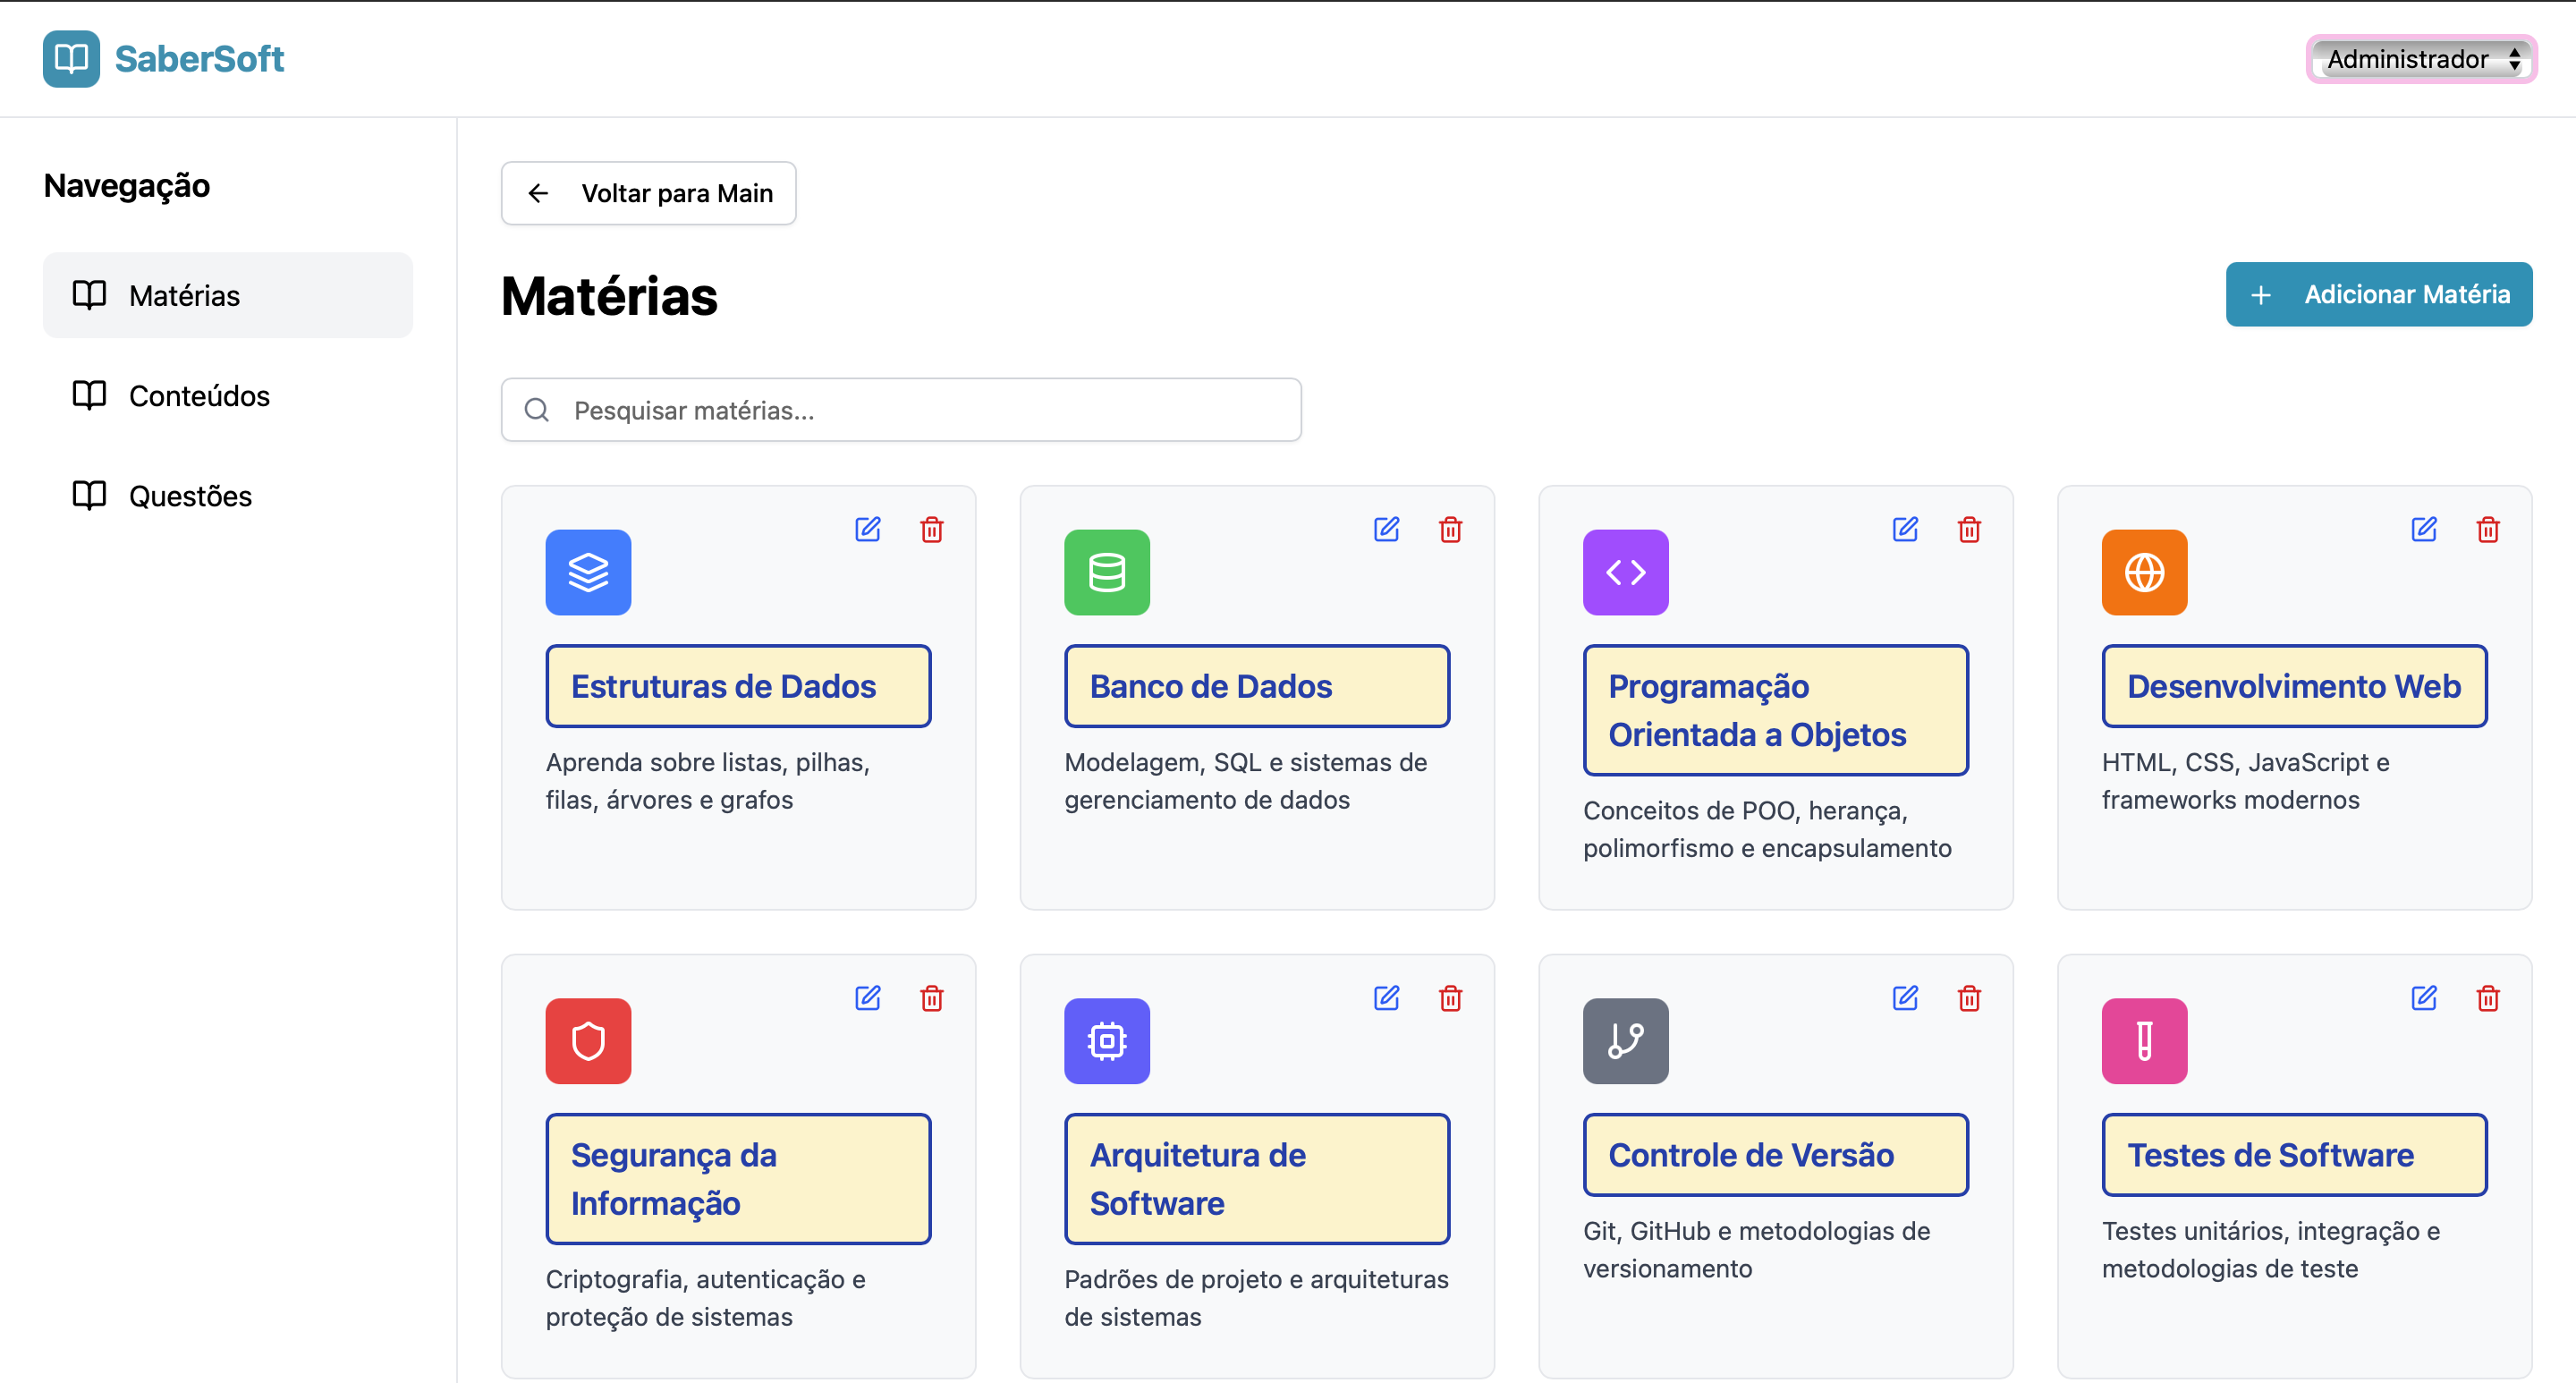 SaberSoft
Administrador
Navegação
Matérias
Conteúdos
Questões
Voltar para Main
Matérias
Adicionar Matéria
Pesquisar matérias...
Estruturas de Dados
Aprenda sobre listas, pilhas,
filas, árvores e grafos
Banco de Dados
Modelagem, SQL e sistemas de
gerenciamento de dados
Programação
Orientada a Objetos
Conceitos de POO, herança,
polimorfismo e encapsulamento
Desenvolvimento Web
HTML, CSS, JavaScript e
frameworks modernos
Segurança da
Informação
Criptografia, autenticação e
proteção de sistemas
Arquitetura de
Software
Padrões de projeto e arquiteturas
de sistemas
Controle de Versão
Git, GitHub e metodologias de
versionamento
Testes de Software
Testes unitários, integração e
metodologias de teste